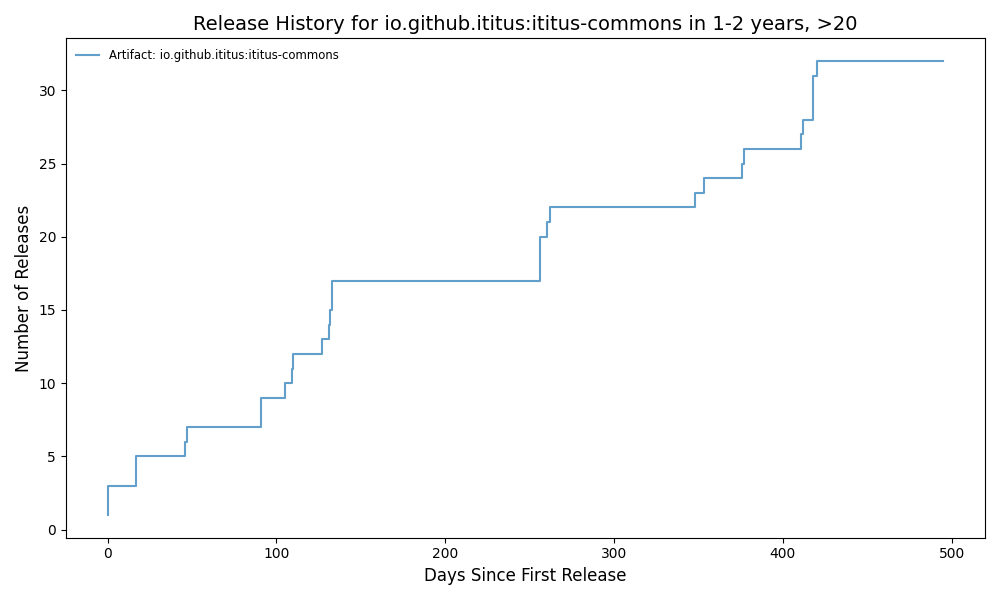 Release History for io.github.ititus:ititus-commons in 1-2 years, >20
Artifact: io.github.ititus:ititus-commons
Number of Releases
30
25
20
15
10
5
0
0 100 200 300 400 500
Days Since First Release